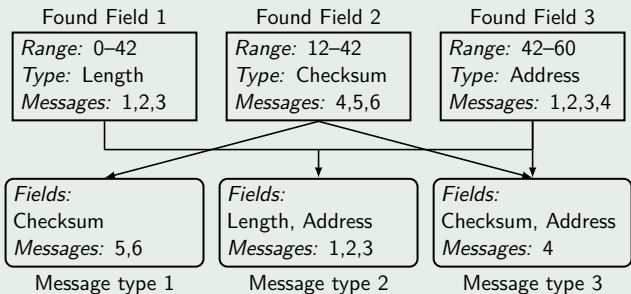 Found Field 1
Found Field 2
Found Field 3
Range: 0–42
Type: Length
Messages: 1,2,3
Range: 12–42
Type: Checksum
Messages: 4,5,6
Range: 42–60
Type: Address
Messages: 1,2,3,4
Fields:
Checksum
Messages: 5,6
Fields:
Length, Address
Messages: 1,2,3
Fields:
Checksum, Address
Messages: 4
Message type 1
Message type 2
Message type 3